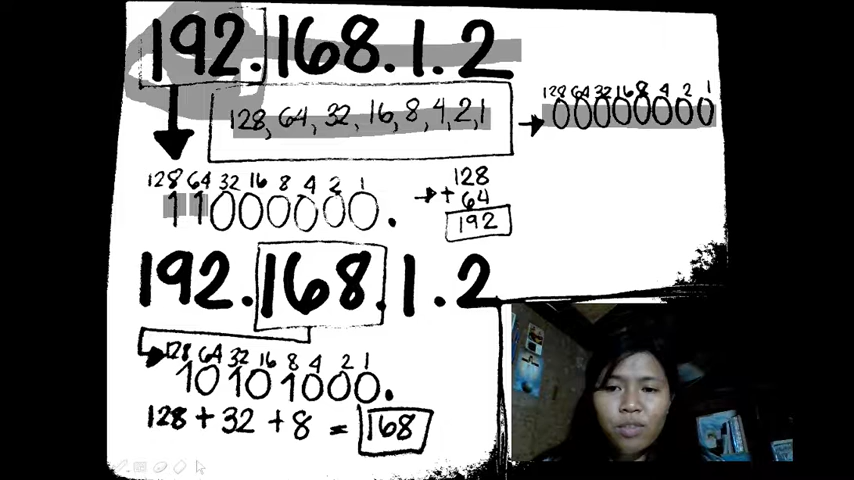 192.168.1.2
128, 64, 32, 16, 8, 4, 2, 1
128 64 32 16 8 4 2 1
00000000
128 64 32 16 8 4 2 1
11000000.
128
+ 64
192
192.168.1.2
128 64 32 16 8 4 2 1
10101000.
128 + 32 + 8 = 168